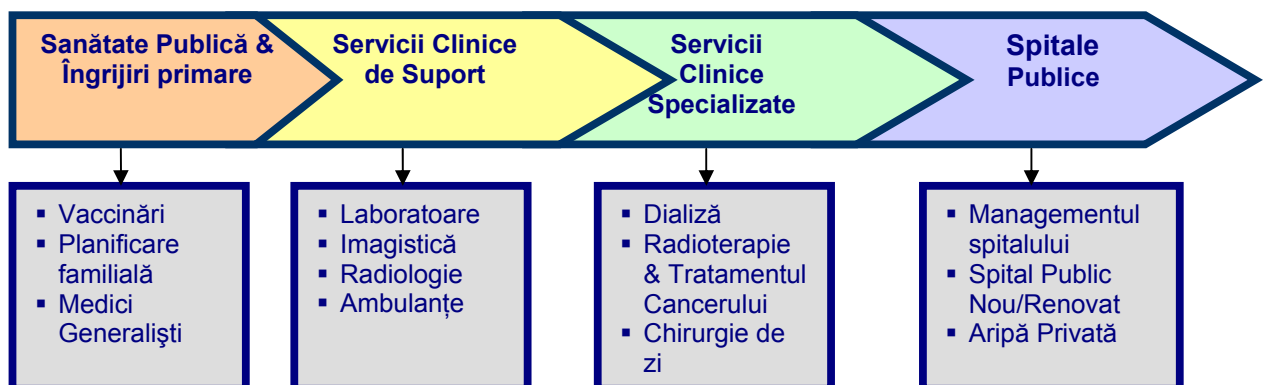 Sanătate Publică &
Îngrijiri primare
Servicii Clinice
de Suport
Servicii
Clinice
Specializate
Spitale
Publice
▪ Vaccinări
▪ Planificare
familială
▪ Medici
Generalişti
▪ Laboratoare
▪ Imagistică
▪ Radiologie
▪ Ambulanțe
▪ Dializă
▪ Radioterapie
& Tratamentul
Cancerului
▪ Chirurgie de
zi
▪ Managementul
spitalului
▪ Spital Public
Nou/Renovat
▪ Aripă Privată